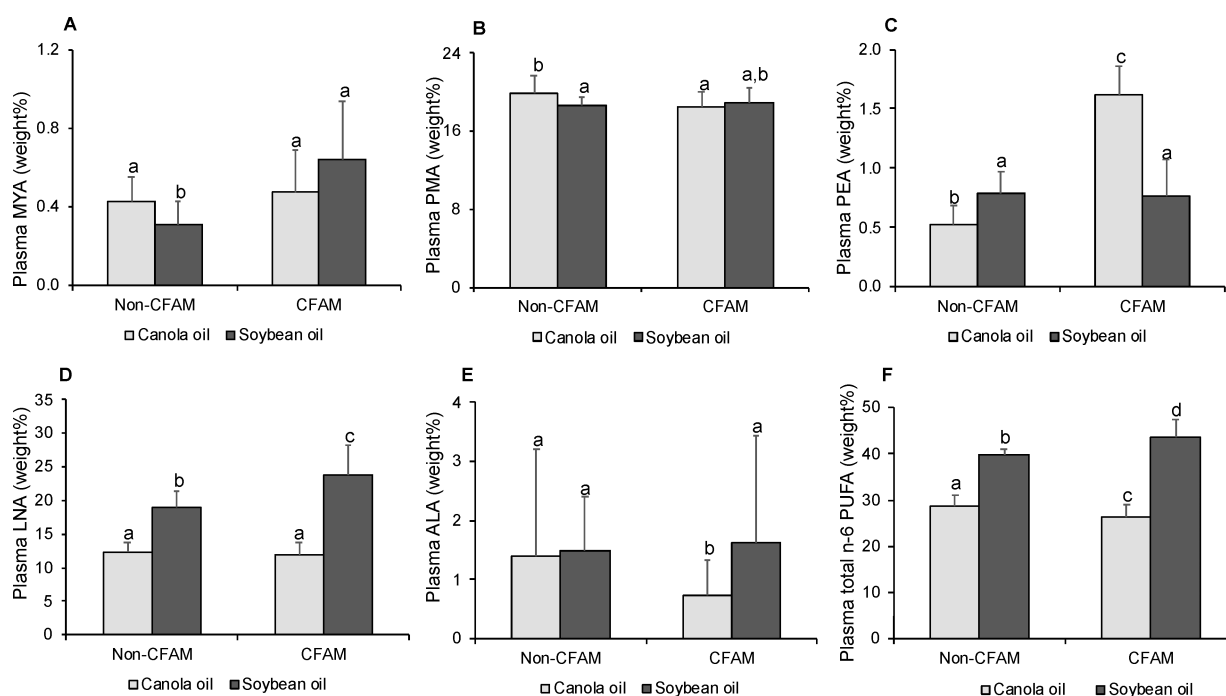 A
Plasma MYA (weight%)
1.2
0.8
0.4
0.0
a
b
a
a
Non-CFAM
CFAM
Canola oil
Soybean oil
B
Plasma PMA (weight%)
24
18
12
6
0
b
a
a
a,b
Non-CFAM
CFAM
Canola oil
Soybean oil
C
Plasma PEA (weight%)
2.0
1.5
1.0
0.5
0.0
b
a
c
a
Non-CFAM
CFAM
Canola oil
Soybean oil
D
Plasma LNA (weight%)
35
30
25
20
15
10
5
0
a
b
a
c
Non-CFAM
CFAM
Canola oil
Soybean oil
E
Plasma ALA (weight%)
4
3
2
1
0
a
a
b
a
Non-CFAM
CFAM
Canola oil
Soybean oil
F
Plasma total n-6 PUFA (weight%)
50
40
30
20
10
0
a
b
c
d
Non-CFAM
CFAM
Canola oil
Soybean oil